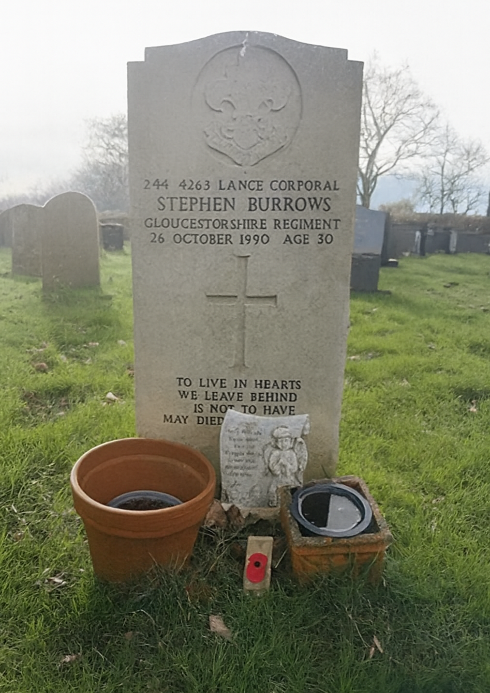 244 4263 LANCE CORPORAL
STEPHEN BURROWS
GLOUCESTERSHIRE REGIMENT
26 OCTOBER 1990 AGE 30
TO LIVE IN HEARTS
WE LEAVE BEHIND
IS NOT TO HAVE
MAY DIED